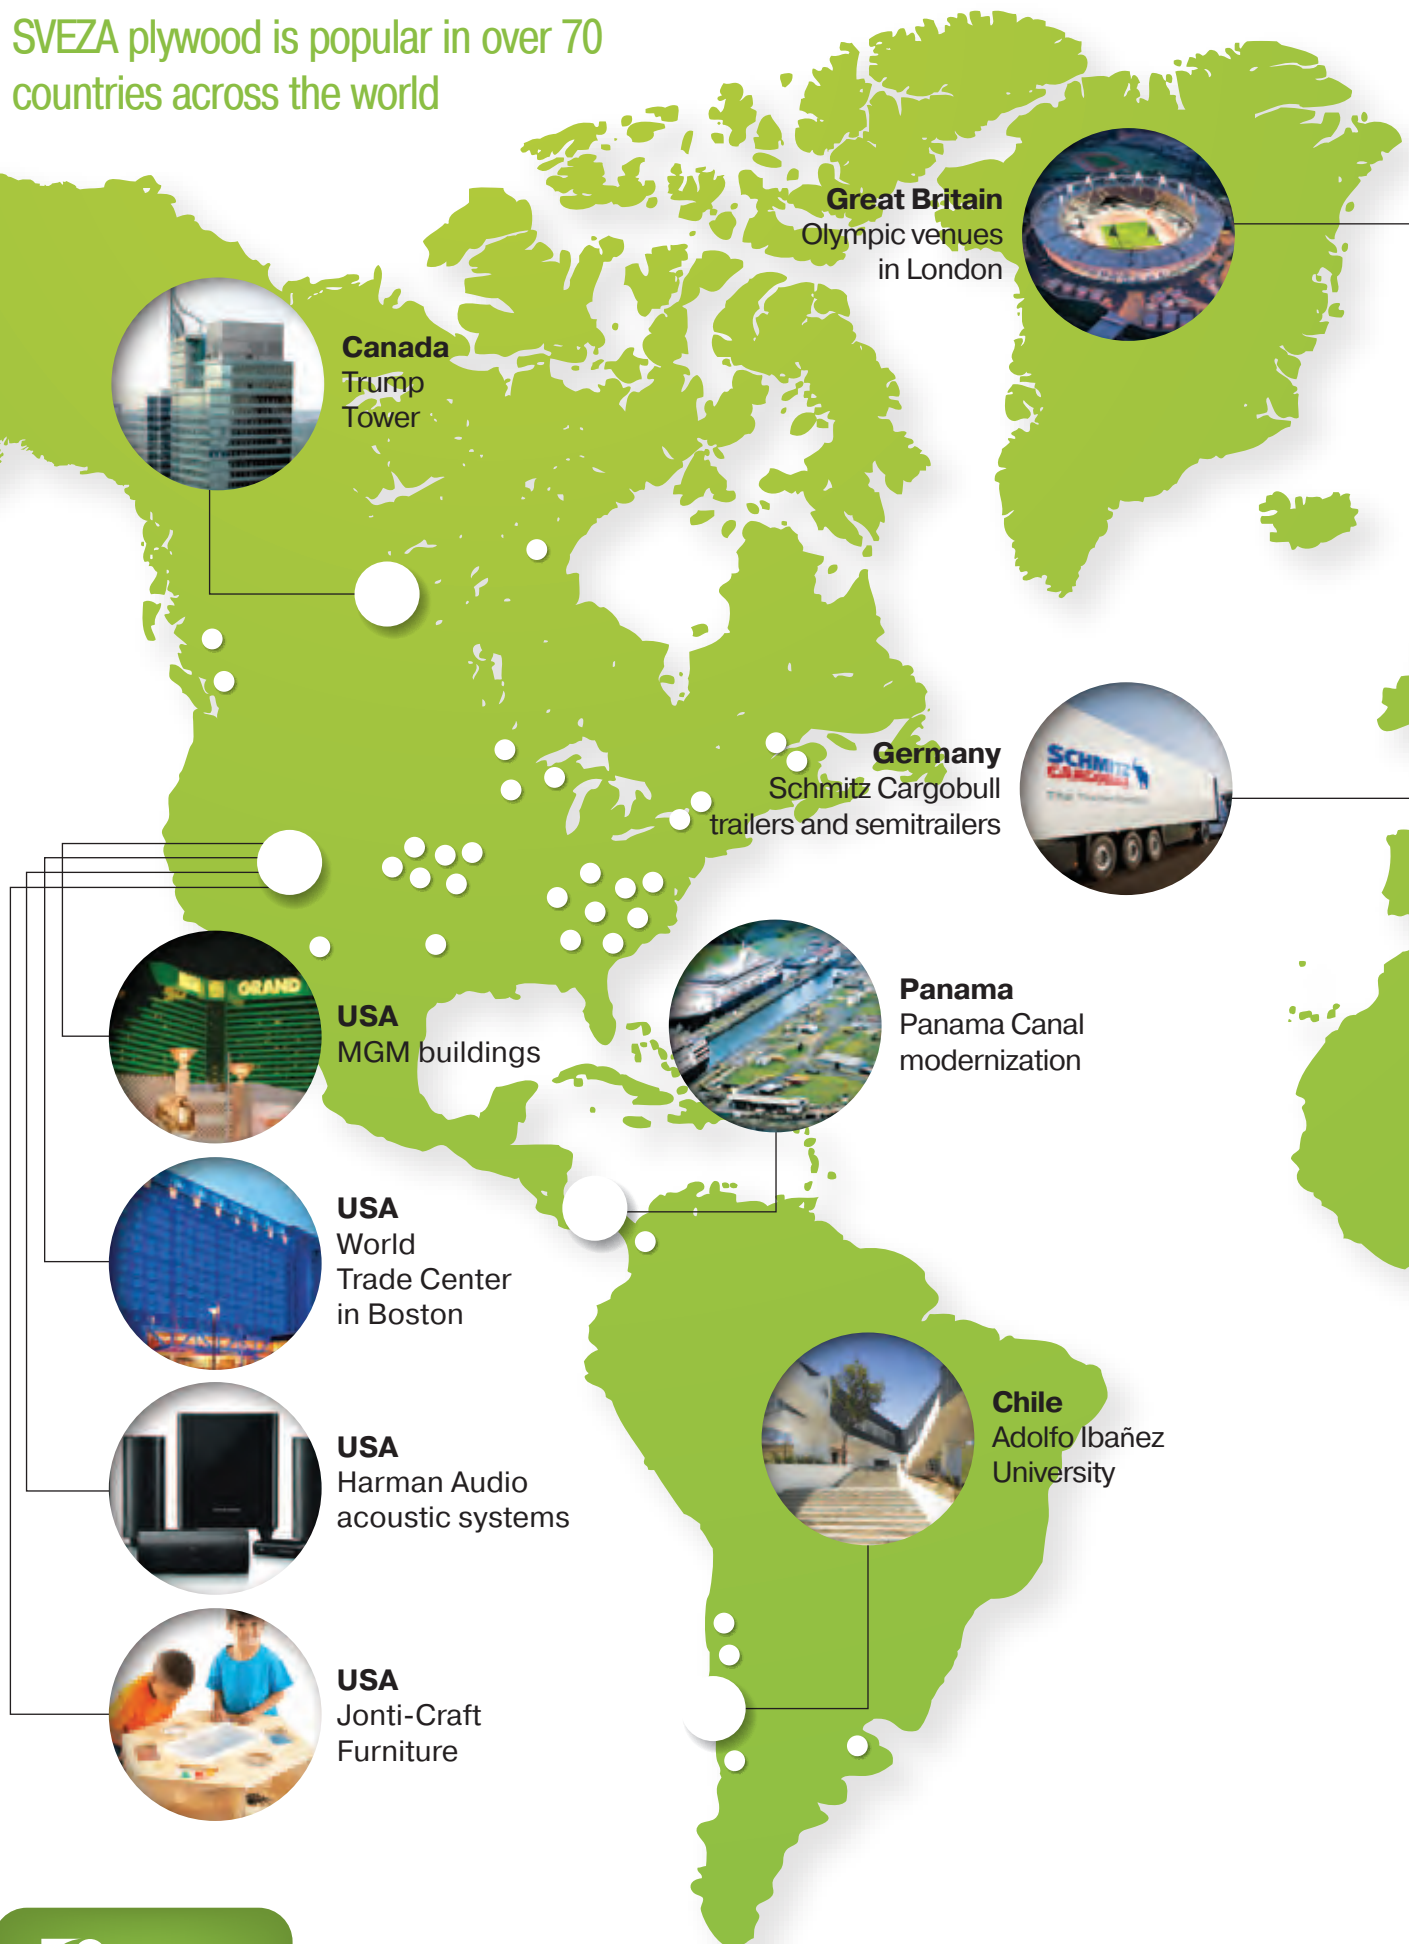 SVEZA plywood is popular in over 70
countries across the world
Great Britain
Olympic venues
in London
Canada
Trump
Tower
Germany
Schmitz Cargobull
trailers and semitrailers
SCHMITZ
CARGOBULL
GRAND
USA
MGM buildings
Panama
Panama Canal
modernization
USA
World
Trade Center
in Boston
Chile
Adolfo Ibañez
University
USA
Harman Audio
acoustic systems
USA
Jonti-Craft
Furniture